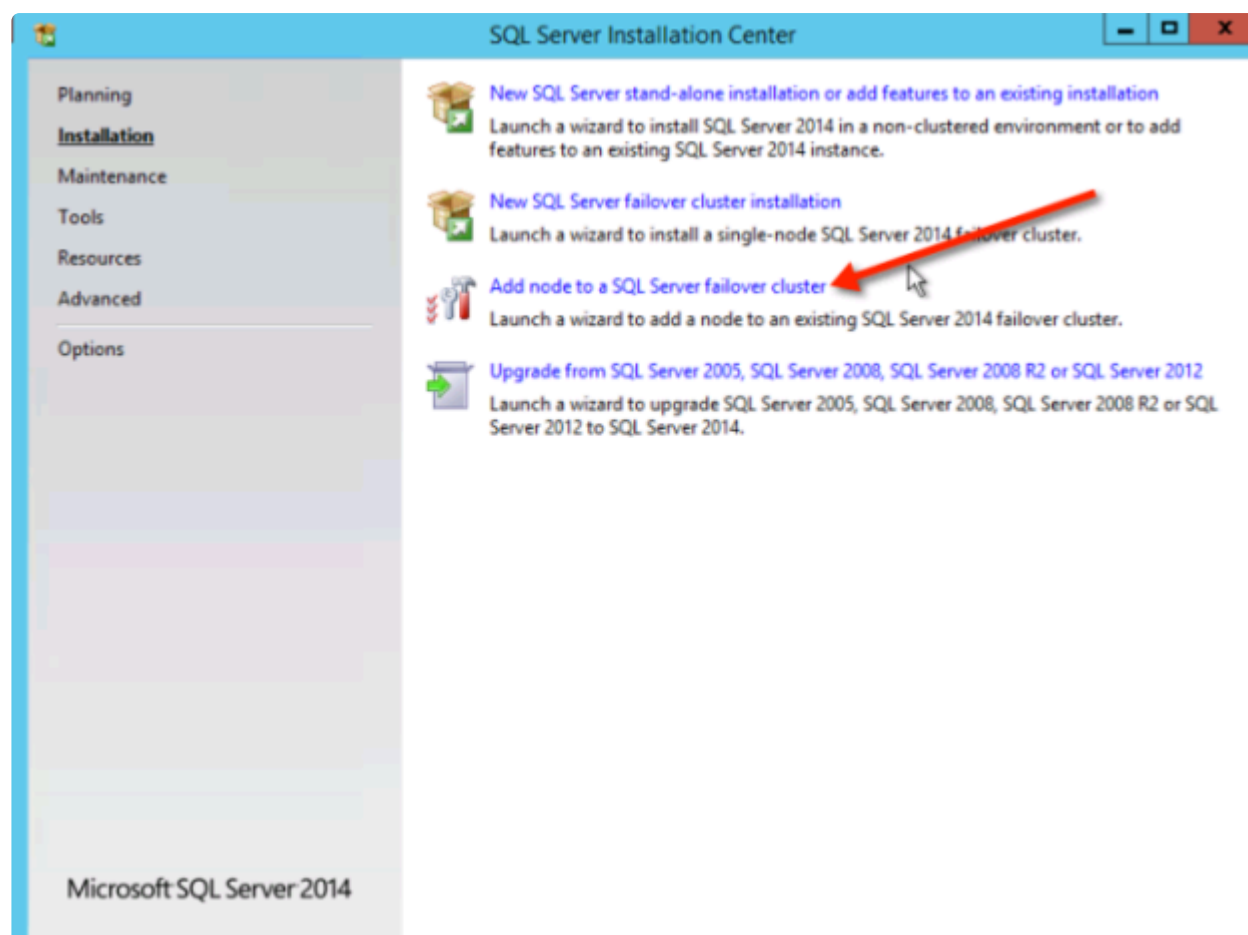 SQL Server Installation Center
Planning
Installation
Maintenance
Tools
Resources
Advanced
Options
New SQL Server stand-alone installation or add features to an existing installation
Launch a wizard to install SQL Server 2014 in a non-clustered environment or to add
features to an existing SQL Server 2014 instance.
New SQL Server failover cluster installation
Launch a wizard to install a single-node SQL Server 2014 failover cluster.
Add node to a SQL Server failover cluster
Launch a wizard to add a node to an existing SQL Server 2014 failover cluster.
Upgrade from SQL Server 2005, SQL Server 2008, SQL Server 2008 R2 or SQL Server 2012
Launch a wizard to upgrade SQL Server 2005, SQL Server 2008, SQL Server 2008 R2 or SQL
Server 2012 to SQL Server 2014.
Microsoft SQL Server 2014